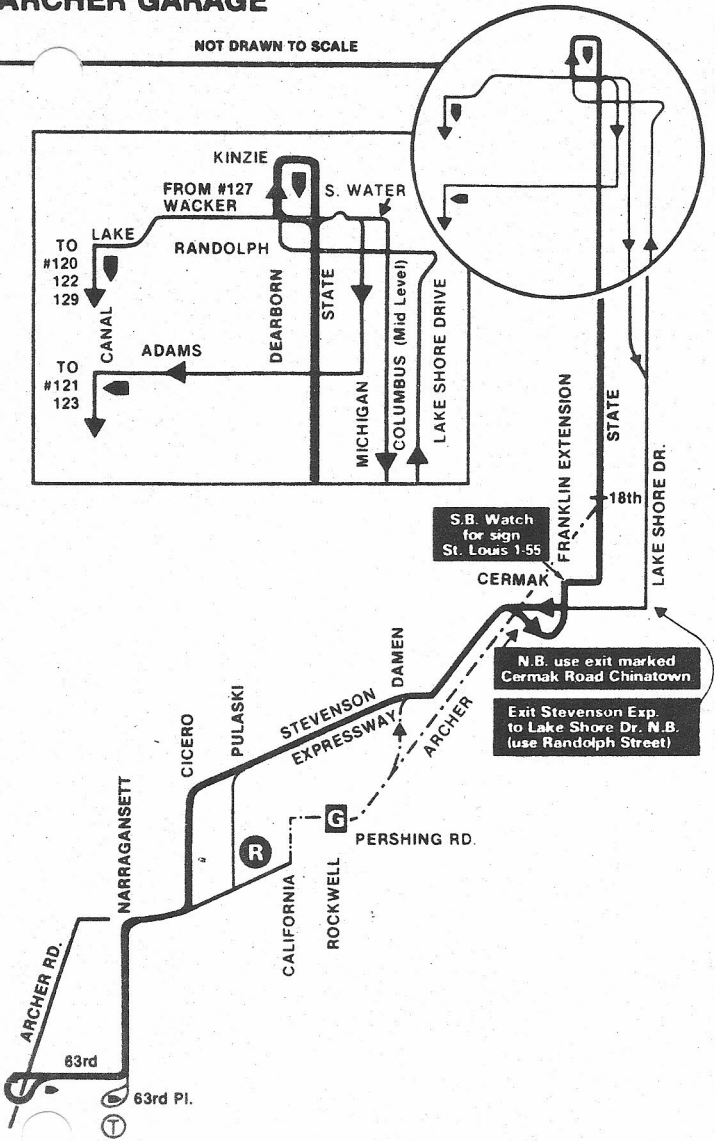 ARCHER GARAGE
NOT DRAWN TO SCALE
KINZIE
FROM #127
WACKER
S. WATER
LAKE
RANDOLPH
TO
#120
122
129
CANAL
ADAMS
TO
#121
123
DEARBORN
STATE
MICHIGAN
COLUMBUS (Mid Level)
LAKE SHORE DRIVE
FRANKLIN EXTENSION
STATE
18th
LAKE SHORE DR.
S.B. Watch
for sign
St. Louis 1-55
CERMAK
N.B. use exit marked
Cermak Road Chinatown
Exit Stevenson Exp.
to Lake Shore Dr. N.B.
(use Randolph Street)
DAMEN
STEVENSON
EXPRESSWAY
ARCHER
PULASKI
CICERO
NARRAGANSETT
R
G
PERSHING RD.
CALIFORNIA
ROCKWELL
ARCHER RD.
63rd
63rd Pl.
T